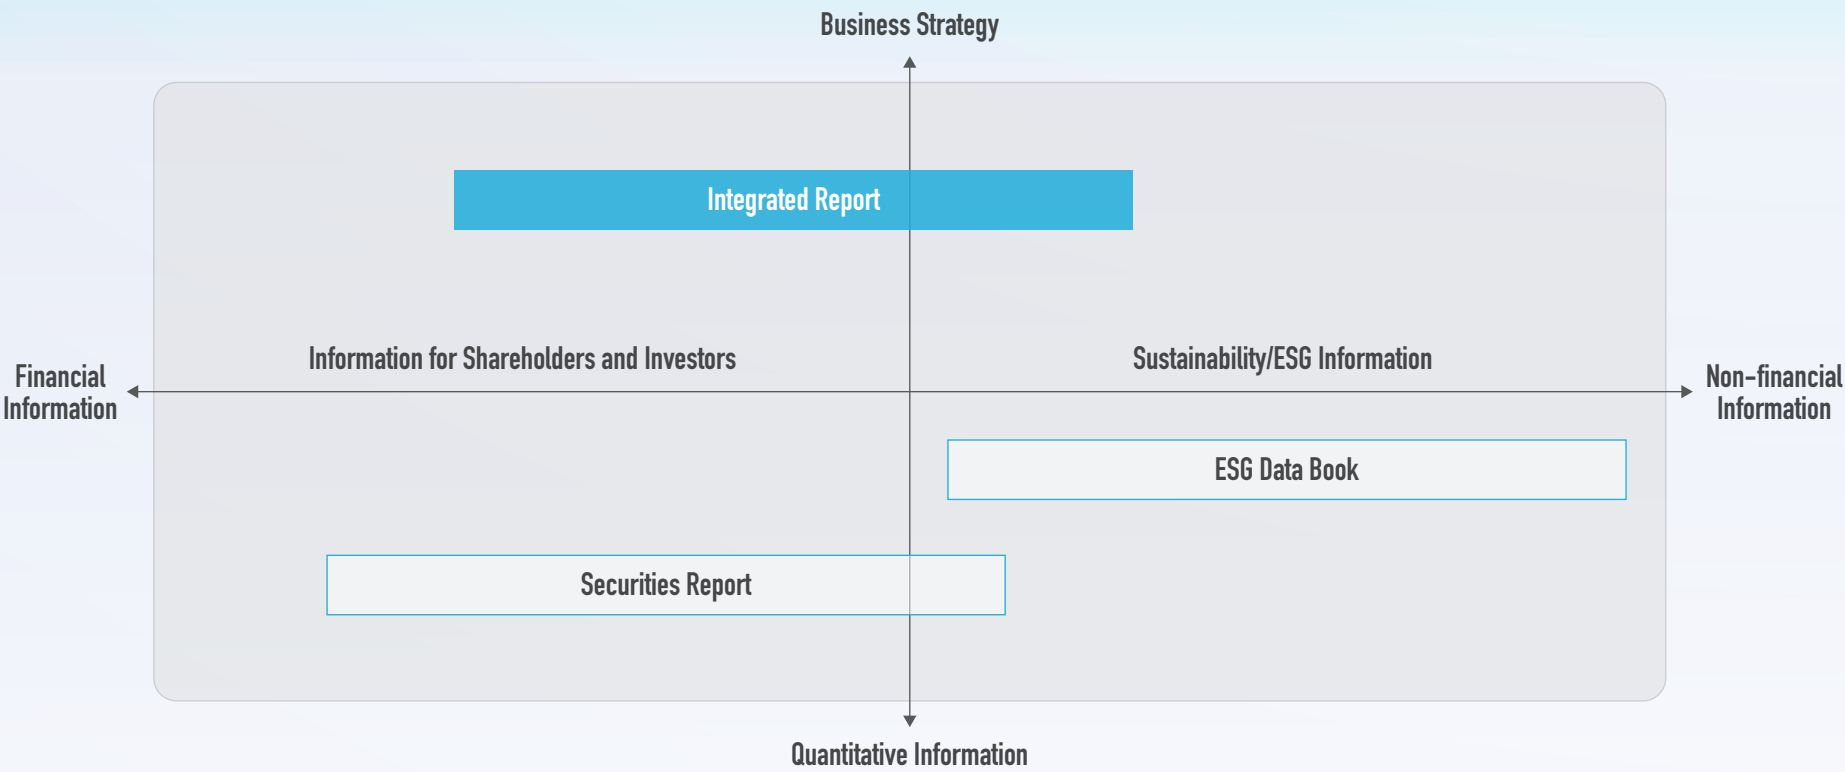 Business Strategy
Integrated Report
Information for Shareholders and Investors
Sustainability/ESG Information
Financial
Information
Non-financial
Information
ESG Data Book
Securities Report
Quantitative Information